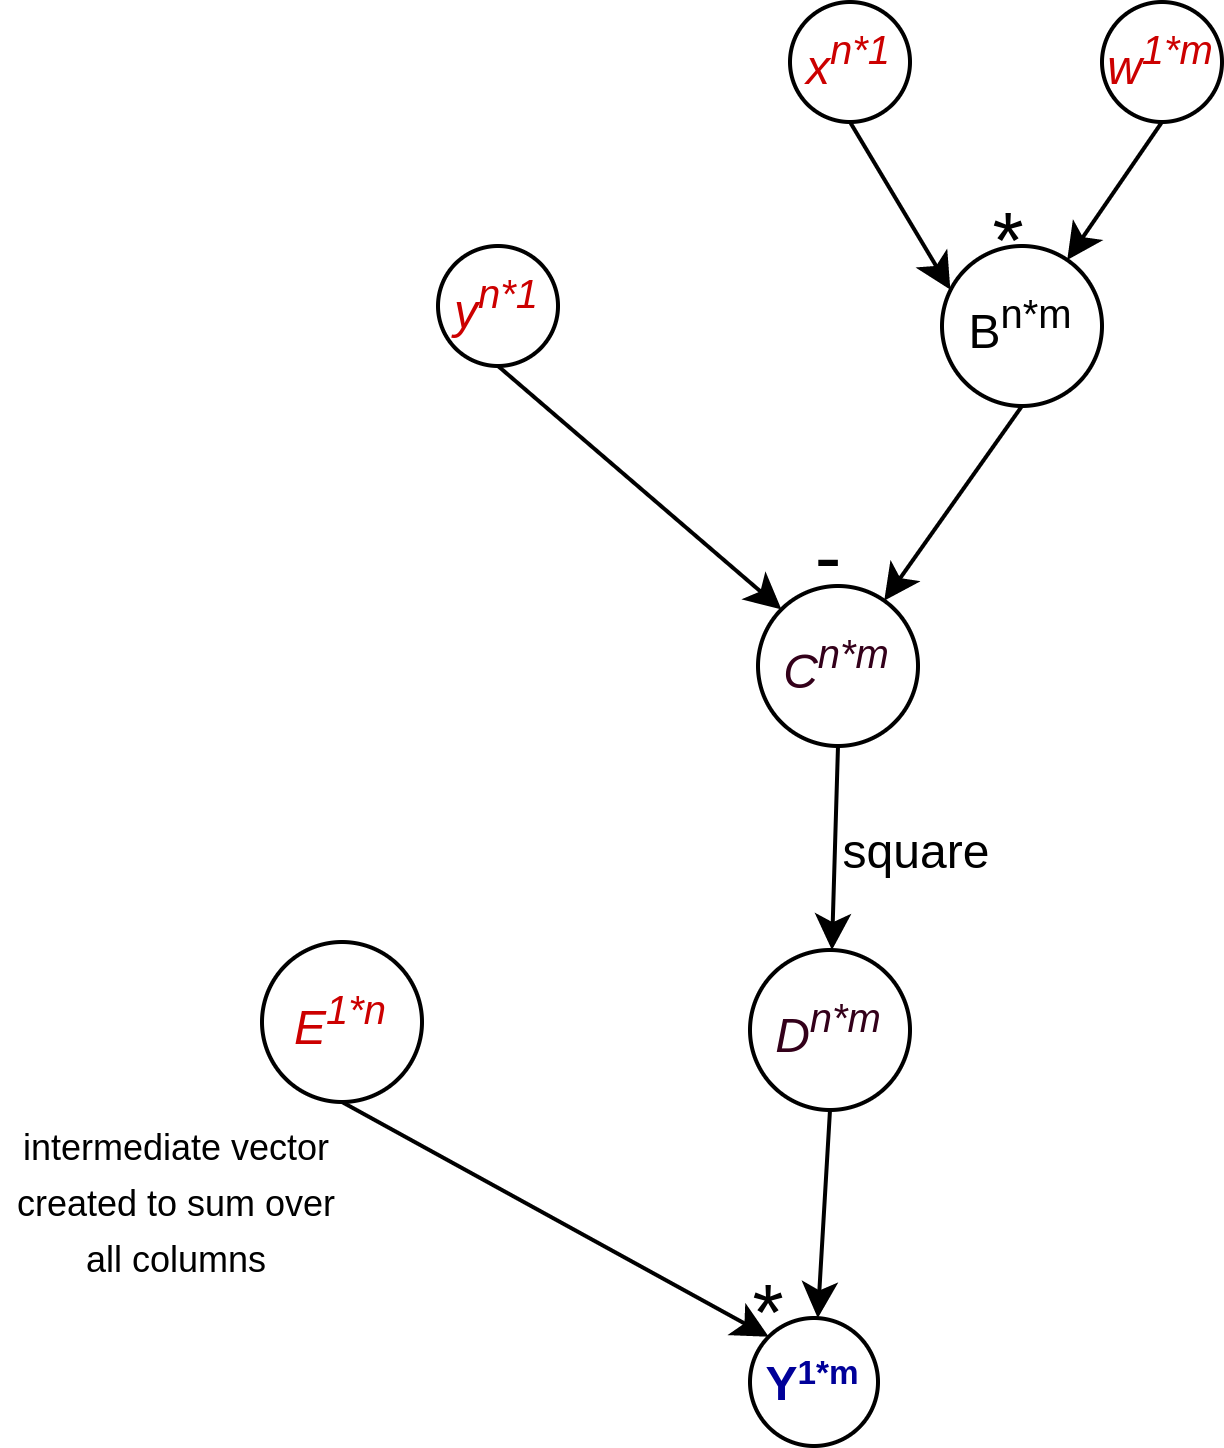 x^n*1
w^1*m
*
y^n*1
B^n*m
-
C^n*m
square
E^1*n
D^n*m
intermediate vector
created to sum over
all columns
*
Y^1*m